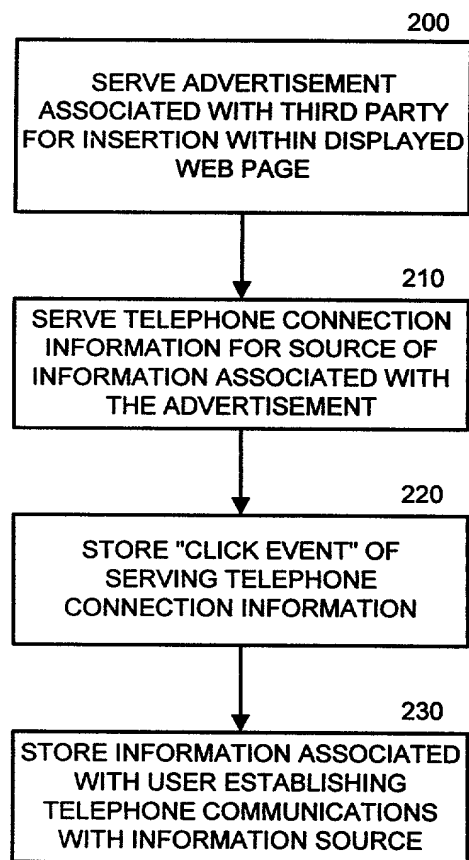 200
SERVE ADVERTISEMENT
ASSOCIATED WITH THIRD PARTY
FOR INSERTION WITHIN DISPLAYED
WEB PAGE
210
SERVE TELEPHONE CONNECTION
INFORMATION FOR SOURCE OF
INFORMATION ASSOCIATED WITH
THE ADVERTISEMENT
220
STORE "CLICK EVENT" OF
SERVING TELEPHONE
CONNECTION INFORMATION
230
STORE INFORMATION ASSOCIATED
WITH USER ESTABLISHING
TELEPHONE COMMUNICATIONS
WITH INFORMATION SOURCE